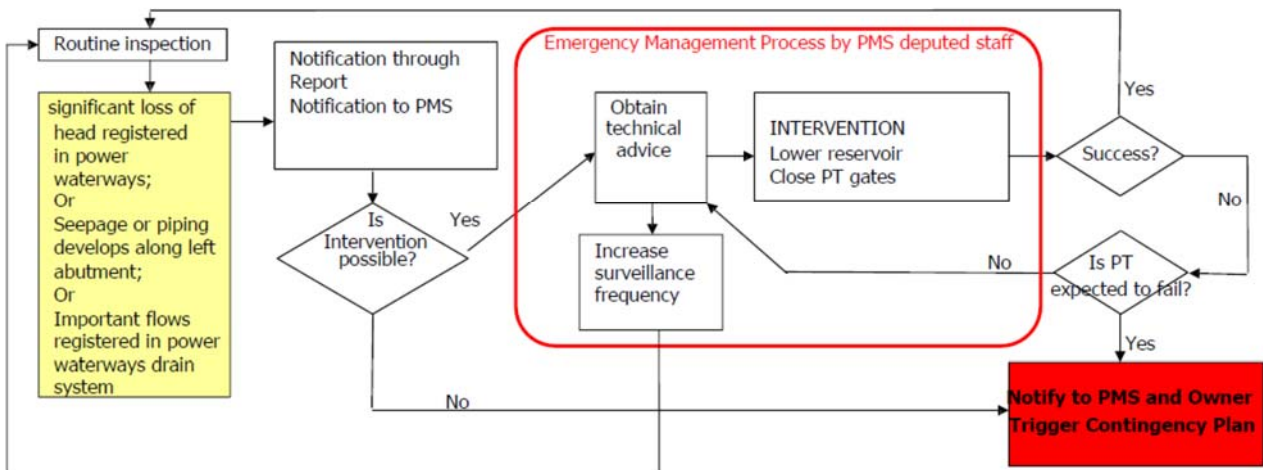 Routine inspection
significant loss of
head registered
in power
waterways;
Or
Seepage or piping
develops along left
abutment;
Or
Important flows
registered in power
waterways drain
system
Notification through
Report
Notification to PMS
Is
Intervention
possible?
Yes
No
Emergency Management Process by PMS deputed staff
Obtain
technical
advice
INTERVENTION
Lower reservoir
Close PT gates
Increase
surveillance
frequency
Success?
Yes
No
Is PT
expected to fail?
No
Yes
Notify to PMS and Owner
Trigger Contingency Plan